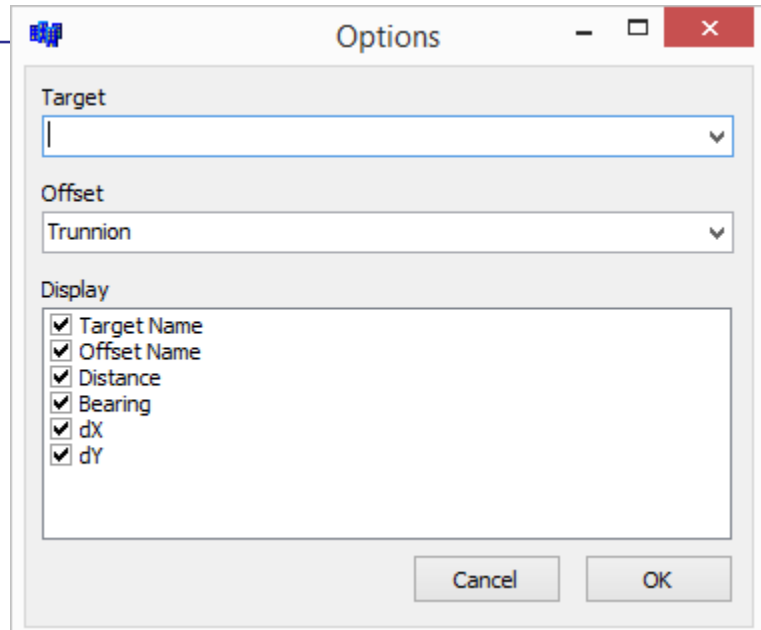 Options
Target
Offset
Trunnion
Display
Target Name
Offset Name
Distance
Bearing
dX
dY
Cancel OK